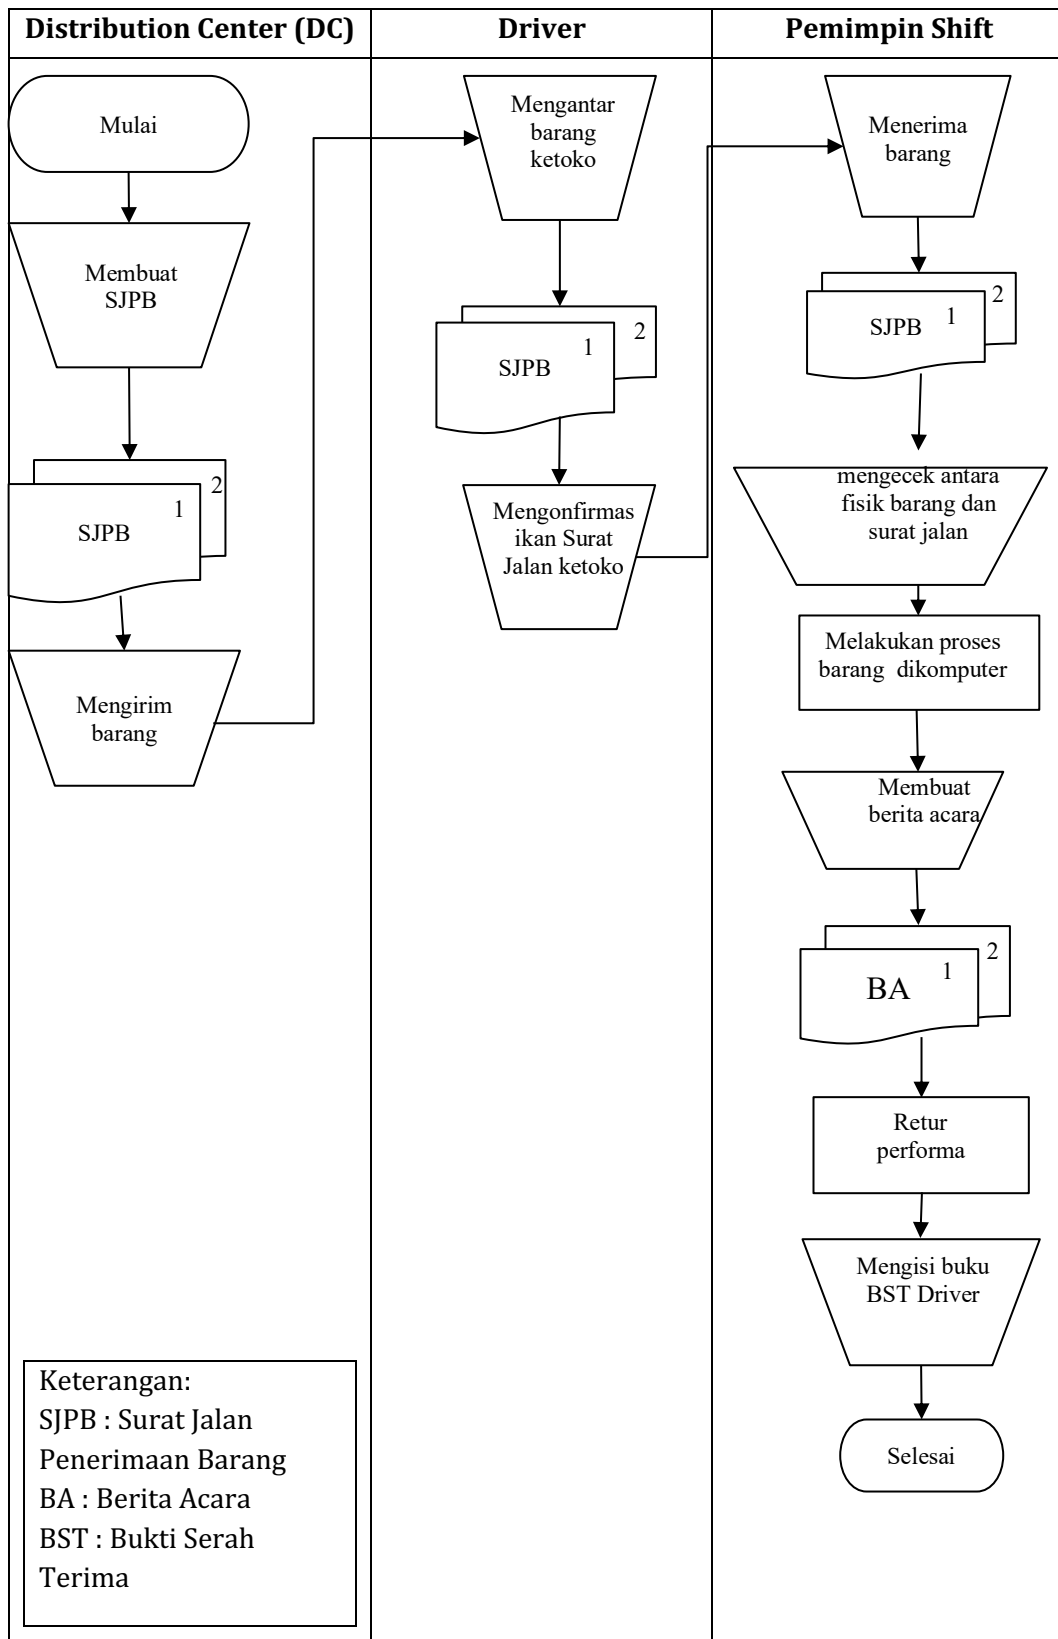 Distribution Center (DC)
Driver
Pemimpin Shift
Mulai
Membuat
SJPB
2
1
SJPB
Mengirim
barang
Mengantar
barang
ketoko
2
1
SJPB
Mengonfirmas
ikan Surat
Jalan ketoko
Menerima
barang
2
1
SJPB
mengecek antara
fisik barang dan
surat jalan
Melakukan proses
barang dikomputer
Membuat
berita acara
2
1
BA
Retur
performa
Mengisi buku
BST Driver
Selesai
Keterangan:
SJPB : Surat Jalan
Penerimaan Barang
BA : Berita Acara
BST : Bukti Serah
Terima